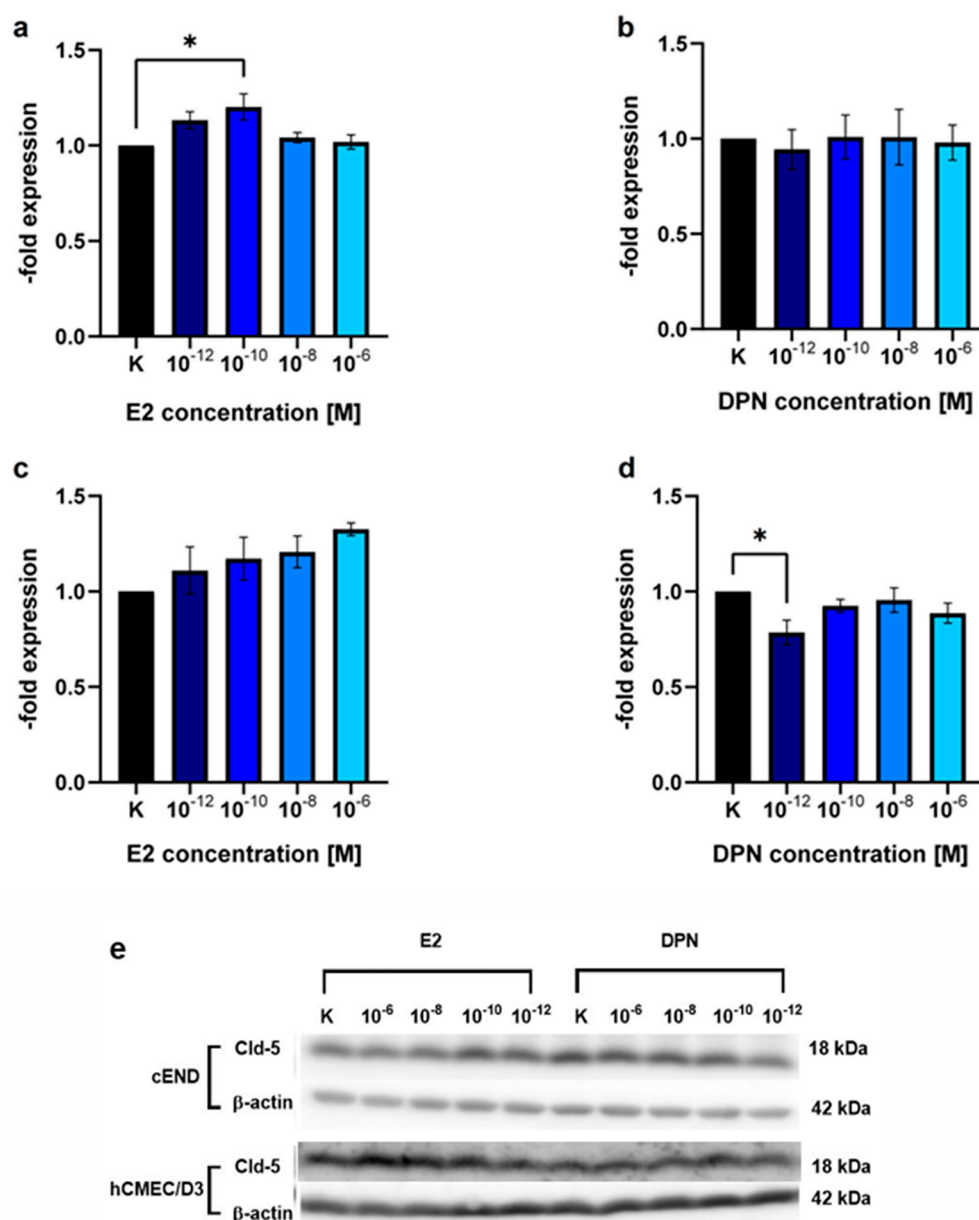 a
*
1.5
1.0
0.5
0.0
-fold expression
K 10⁻¹² 10⁻¹⁰ 10⁻⁸ 10⁻⁶
E2 concentration [M]
b
1.5
1.0
0.5
0.0
-fold expression
K 10⁻¹² 10⁻¹⁰ 10⁻⁸ 10⁻⁶
DPN concentration [M]
c
1.5
1.0
0.5
0.0
-fold expression
K 10⁻¹² 10⁻¹⁰ 10⁻⁸ 10⁻⁶
E2 concentration [M]
d
*
1.5
1.0
0.5
0.0
-fold expression
K 10⁻¹² 10⁻¹⁰ 10⁻⁸ 10⁻⁶
DPN concentration [M]
e
E2 DPN
K 10⁻⁶ 10⁻⁸ 10⁻¹⁰ 10⁻¹² K 10⁻⁶ 10⁻⁸ 10⁻¹⁰ 10⁻¹²
cEND
Cld-5 18 kDa
β-actin 42 kDa
hCMEC/D3
Cld-5 18 kDa
β-actin 42 kDa